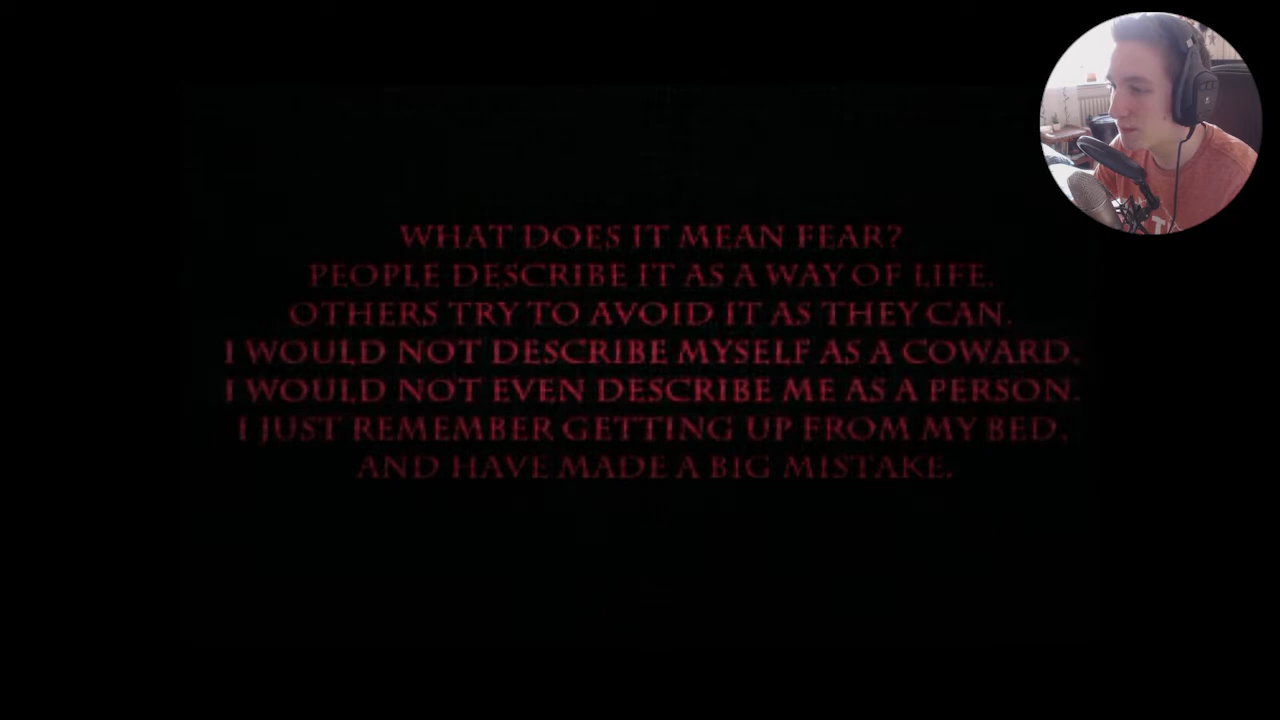 WHAT DOES IT MEAN FEAR?
PEOPLE DESCRIBE IT AS A WAY OF LIFE.
OTHERS TRY TO AVOID IT AS THEY CAN.
I WOULD NOT DESCRIBE MYSELF AS A COWARD.
I WOULD NOT EVEN DESCRIBE ME AS A PERSON.
I JUST REMEMBER GETTING UP FROM MY BED,
AND HAVE MADE A BIG MISTAKE.